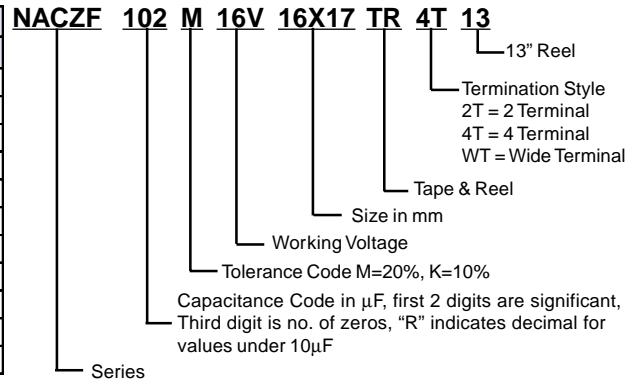 NACZF 102 M 16V 16X17 TR 4T 13
13” Reel
Termination Style
2T = 2 Terminal
4T = 4 Terminal
WT = Wide Terminal
Tape & Reel
Size in mm
Working Voltage
Tolerance Code M=20%, K=10%
Capacitance Code in μF, first 2 digits are significant,
Third digit is no. of zeros, “R” indicates decimal for
values under 10μF
Series